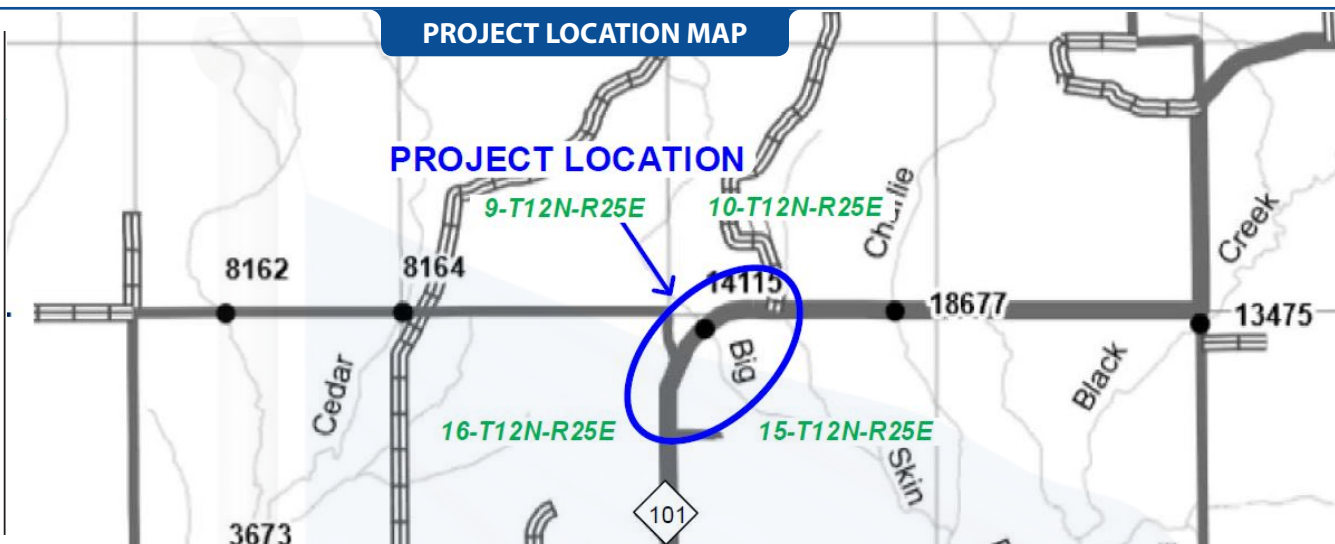 PROJECT LOCATION MAP
PROJECT LOCATION
9-T12N-R25E
10-T12N-R25E
Charlie
Creek
8162
8164
14115
18677
13475
Big
Cedar
Black
16-T12N-R25E
15-T12N-R25E
Skin
101
3673